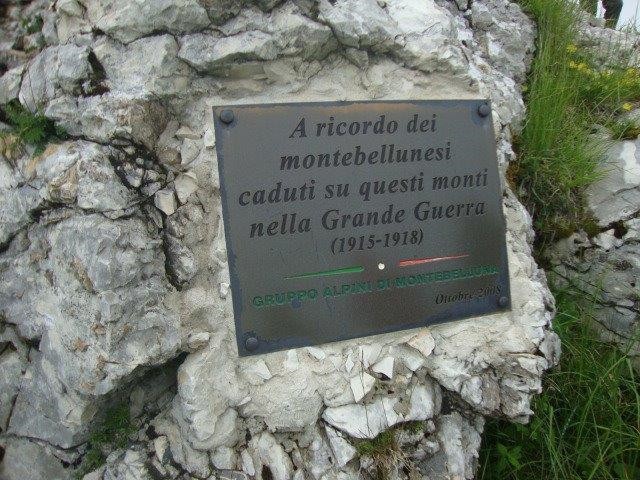 A ricordo dei
montebellunesi
caduti su questi monti
nella Grande Guerra
(1915-1918)
GRUPPO ALPINI DI MONTEBELLUNA
Ottobre 2008